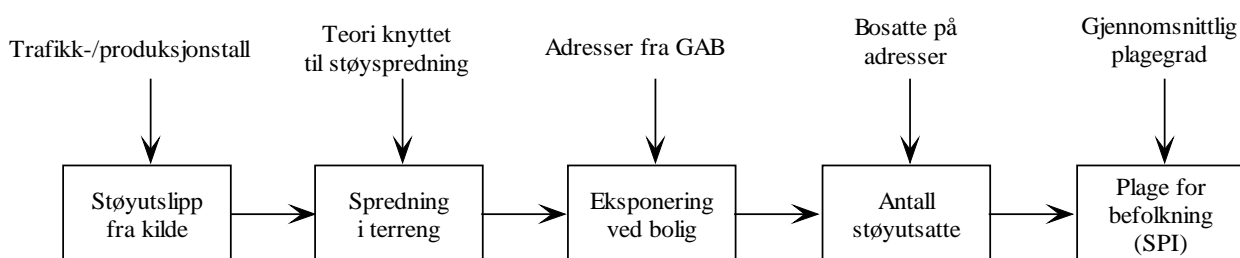 Trafikk-/produksjonstall
Teori knyttet
til støyspredning
Adresser fra GAB
Bosatte på
adresser
Gjennomsnittlig
plagegrad
Støyutslipp
fra kilde
Spredning
i terreng
Eksponering
ved bolig
Antall
støyutsatte
Plage for
befolkning
(SPI)